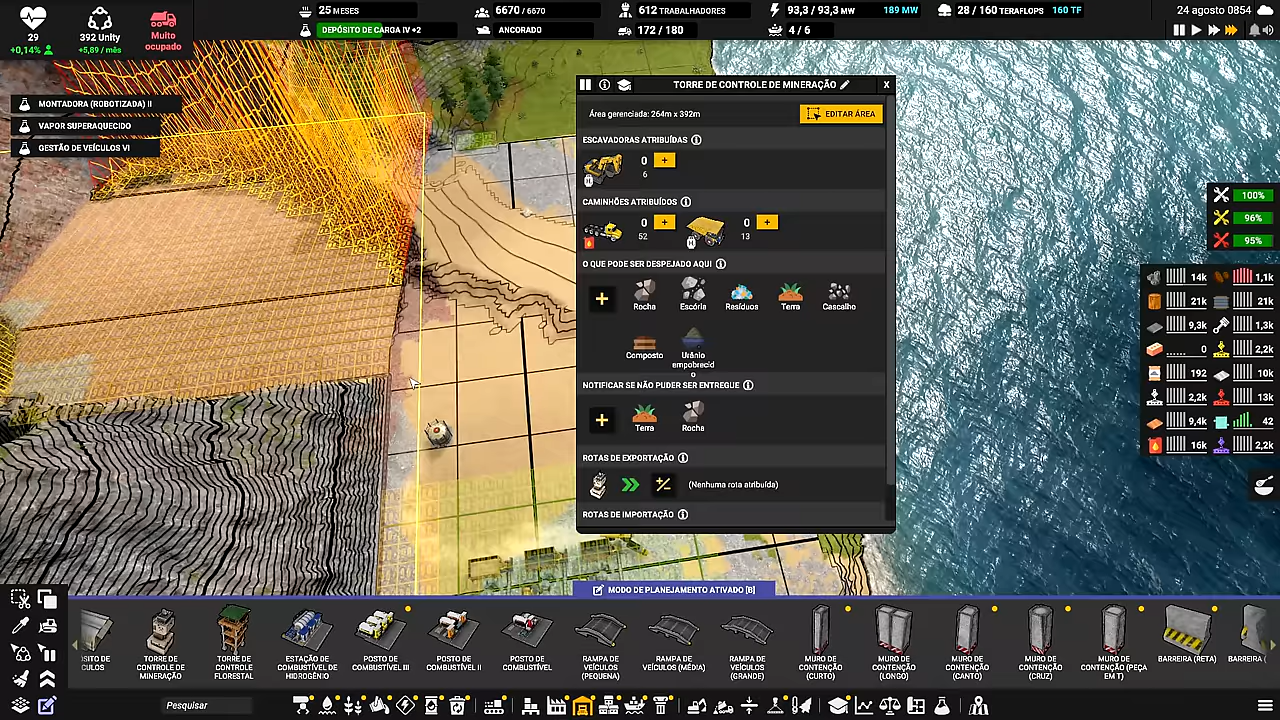 25 MESES
6670 / 6670
612 TRABALHADORES
93,3 / 93,3 MW
189 MW
28 / 160 TERAFLOPS
160 TF
24 agosto 0854
29
+0,14%
392 Unity
+5,89 / mês
Muito
ocupado
DEPÓSITO DE CARGA IV +2
ANCORADO
172 / 180
4 / 6
MONTADORA (ROBOTIZADA) II
VAPOR SUPERAQUECIDO
GESTÃO DE VEÍCULOS VI
TORRE DE CONTROLE DE MINERAÇÃO
X
Área gerenciada: 264m x 392m
EDITAR ÁREA
ESCAVADORAS ATRIBUÍDAS
0
+
6
CAMINHÕES ATRIBUÍDOS
0
+
52
0
+
13
O QUE PODE SER DESPEJADO AQUI
+
Rocha
Escória
Resíduos
Terra
Cascalho
Composto
Urânio
empobrecid
o
NOTIFICAR SE NÃO PUDER SER ENTREGUE
+
Terra
Rocha
ROTAS DE EXPORTAÇÃO
(Nenhuma rota atribuída)
ROTAS DE IMPORTAÇÃO
100%
96%
95%
14k
1,1k
21k
21k
9,3k
1,3k
0
2,2k
192
10k
2,2k
13k
9,4k
42
16k
2,2k
MODO DE PLANEJAMENTO ATIVADO [B]
SITO DE
CULOS
TORRE DE
CONTROLE DE
MINERAÇÃO
TORRE DE
CONTROLE
FLORESTAL
ESTAÇÃO DE
COMBUSTÍVEL DE
HIDROGÊNIO
POSTO DE
COMBUSTÍVEL III
POSTO DE
COMBUSTÍVEL II
POSTO DE
COMBUSTÍVEL
RAMPA DE
VEÍCULOS
(PEQUENA)
RAMPA DE
VEÍCULOS (MÉDIA)
RAMPA DE
VEÍCULOS
(GRANDE)
MURO DE
CONTENÇÃO
(CURTO)
MURO DE
CONTENÇÃO
(LONGO)
MURO DE
CONTENÇÃO
(CANTO)
MURO DE
CONTENÇÃO
(CRUZ)
MURO DE
CONTENÇÃO (PEÇA
EM T)
BARREIRA (RETA)
BARREIRA (
Pesquisar